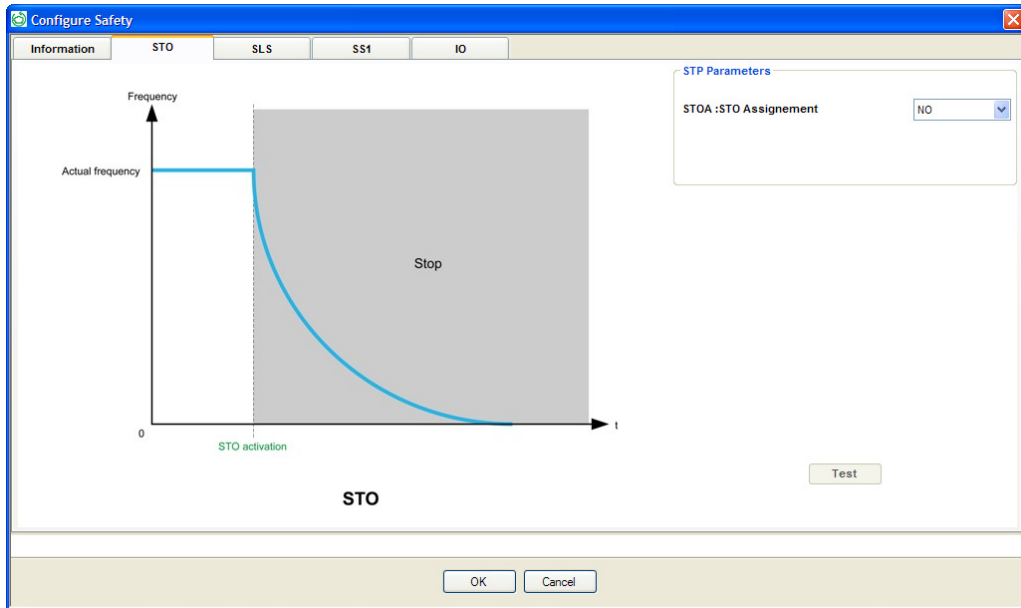 Configure Safety
Information STO SLS SS1 IO
STP Parameters
STOA :STO Assignement NO
Frequency
Actual frequency
Stop
0
t
STO activation
Test
STO
OK Cancel